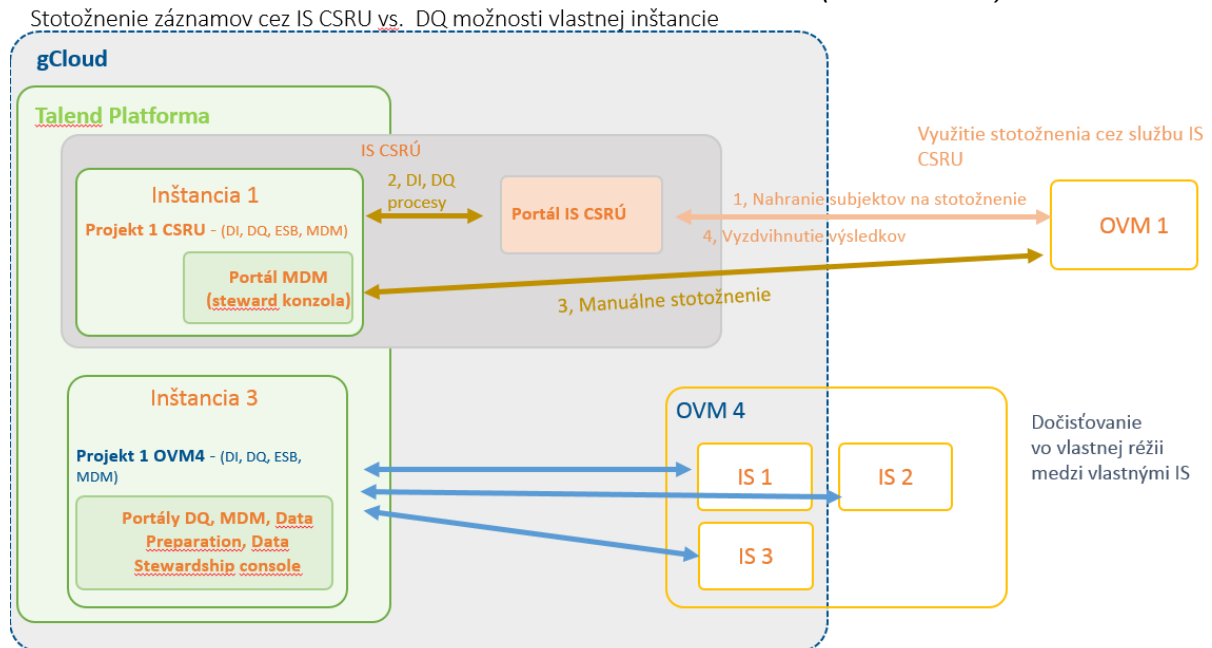 Stotožnenie záznamov cez IS CSRU vs.  DQ možnosti vlastnej inštancie
gCloud
Talend Platforma
IS CSRÚ
Inštancia 1
Projekt 1 CSRU - (DI, DQ, ESB, MDM)
Portál MDM
(steward konzola)
2, DI, DQ
procesy
Portál IS CSRÚ
1, Nahranie subjektov na stotožnenie
4, Vyzdvihnutie výsledkov
3, Manuálne stotožnenie
Využitie stotožnenia cez službu IS
CSRU
OVM 1
Inštancia 3
Projekt 1 OVM4 - (DI, DQ, ESB,
MDM)
Portály DQ, MDM, Data
Preparation, Data
Stewardship console
OVM 4
IS 1
IS 2
IS 3
Dočisťovanie
vo vlastnej réžii
medzi vlastnými IS